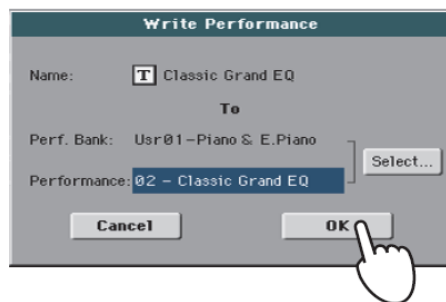 Write Performance
Name: T Classic Grand EQ
To
Perf. Bank: Usr01-Piano & E.Piano
Select...
Performance: 02 - Classic Grand EQ
Cancel OK